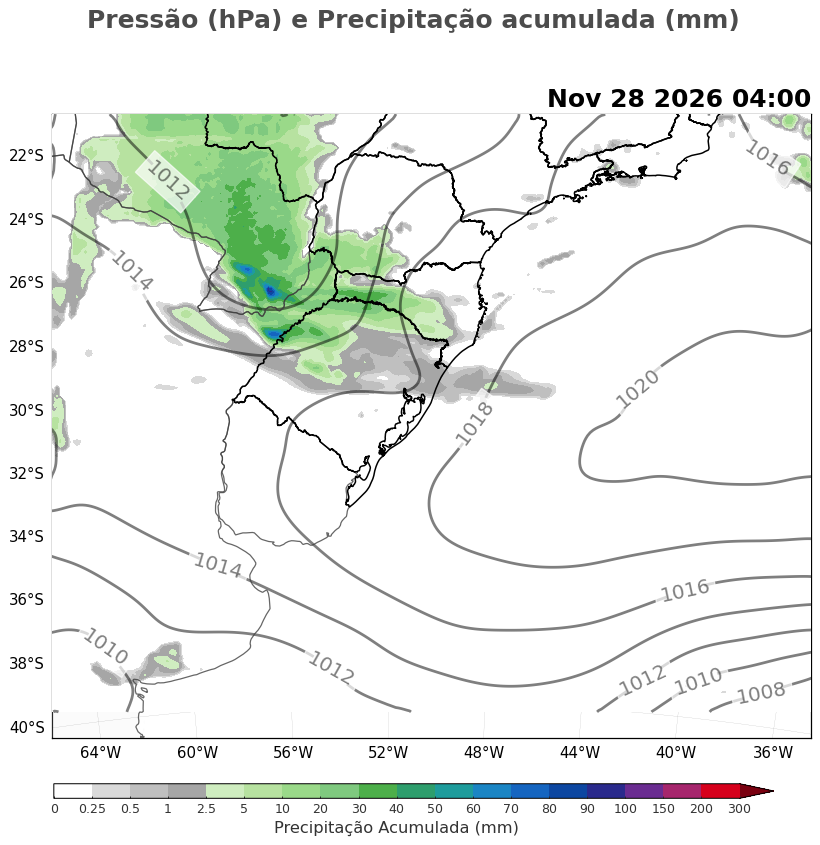 Pressão (hPa) e Precipitação acumulada (mm)
Nov 28 2026 04:00
22°S
24°S
26°S
28°S
30°S
32°S
34°S
36°S
38°S
40°S
1012
1016
1014
1020
1018
1014
1016
1010
1012
1012
1010
1008
64°W 60°W 56°W 52°W 48°W 44°W 40°W 36°W
0 0.25 0.5 1 2.5 5 10 20 30 40 50 60 70 80 90 100 150 200 300
Precipitação Acumulada (mm)